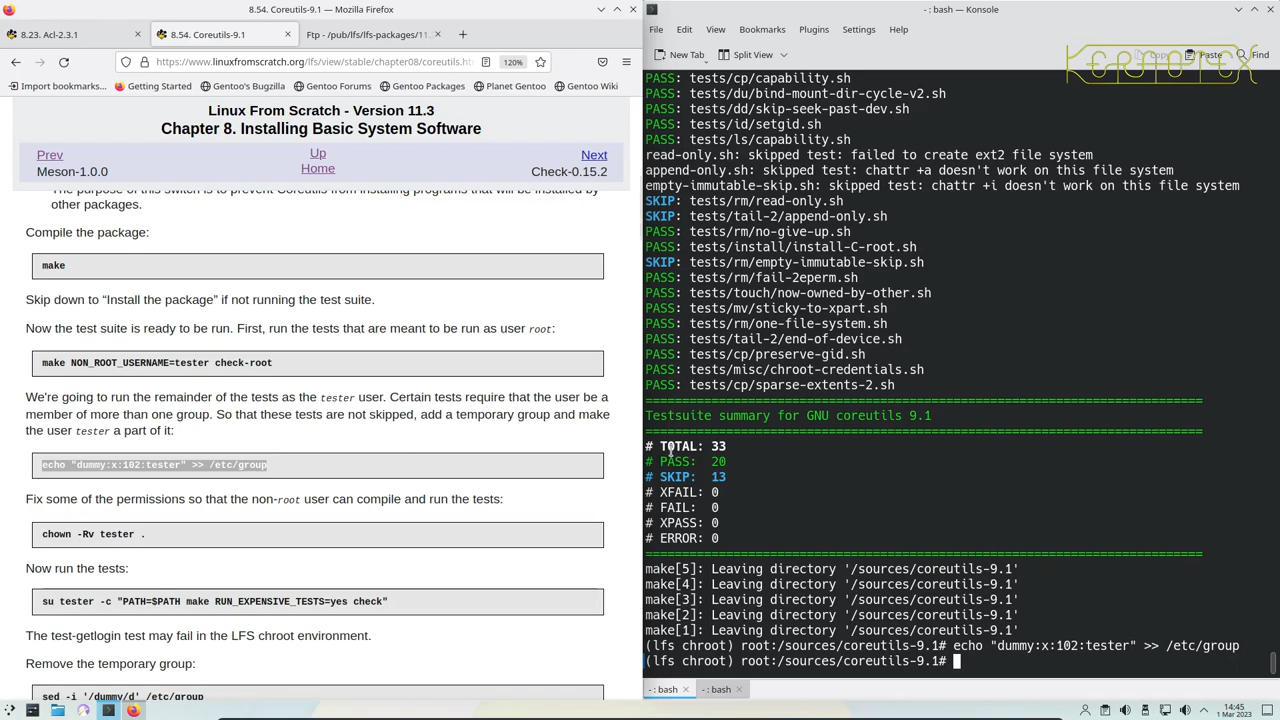 8.54. Coreutils-9.1 — Mozilla Firefox
8.23. Acl-2.3.1
8.54. Coreutils-9.1
Ftp - /pub/lfs/lfs-packages/11.
https://www.linuxfromscratch.org/lfs/view/stable/chapter08/coreutils.ht
120%
Import bookmarks...
Getting Started
Gentoo's Bugzilla
Gentoo Forums
Gentoo Packages
Planet Gentoo
Gentoo Wiki
Linux From Scratch - Version 11.3
Chapter 8. Installing Basic System Software
Prev
Up
Next
Meson-1.0.0
Home
Check-0.15.2
The purpose of this switch is to prevent Coreutils from installing programs that will be installed by
other packages.
Compile the package:
make
Skip down to “Install the package” if not running the test suite.
Now the test suite is ready to be run. First, run the tests that are meant to be run as user root:
make NON_ROOT_USERNAME=tester check-root
We're going to run the remainder of the tests as the tester user. Certain tests require that the user be a
member of more than one group. So that these tests are not skipped, add a temporary group and make
the user tester a part of it:
echo "dummy:x:102:tester" >> /etc/group
Fix some of the permissions so that the non-root user can compile and run the tests:
chown -Rv tester .
Now run the tests:
su tester -c "PATH=$PATH make RUN_EXPENSIVE_TESTS=yes check"
The test-getlogin test may fail in the LFS chroot environment.
Remove the temporary group:
sed -i '/dummy/d' /etc/group
- : bash — Konsole
File Edit View Bookmarks Plugins Settings Help
New Tab
Split View
Copy
Paste
Find
KERNOTEX
PASS: tests/cp/capability.sh
PASS: tests/du/bind-mount-dir-cycle-v2.sh
PASS: tests/dd/skip-seek-past-dev.sh
PASS: tests/id/setgid.sh
PASS: tests/ls/capability.sh
read-only.sh: skipped test: failed to create ext2 file system
append-only.sh: skipped test: chattr +a doesn't work on this file system
empty-immutable-skip.sh: skipped test: chattr +i doesn't work on this file system
SKIP: tests/rm/read-only.sh
SKIP: tests/tail-2/append-only.sh
PASS: tests/rm/no-give-up.sh
PASS: tests/install/install-C-root.sh
SKIP: tests/rm/empty-immutable-skip.sh
PASS: tests/rm/fail-2eperm.sh
PASS: tests/touch/now-owned-by-other.sh
PASS: tests/mv/sticky-to-xpart.sh
PASS: tests/rm/one-file-system.sh
PASS: tests/tail-2/end-of-device.sh
PASS: tests/cp/preserve-gid.sh
PASS: tests/misc/chroot-credentials.sh
PASS: tests/cp/sparse-extents-2.sh
============================================================================
Testsuite summary for GNU coreutils 9.1
============================================================================
# TOTAL: 33
# PASS: 20
# SKIP: 13
# XFAIL: 0
# FAIL: 0
# XPASS: 0
# ERROR: 0
============================================================================
make[5]: Leaving directory '/sources/coreutils-9.1'
make[4]: Leaving directory '/sources/coreutils-9.1'
make[3]: Leaving directory '/sources/coreutils-9.1'
make[2]: Leaving directory '/sources/coreutils-9.1'
make[1]: Leaving directory '/sources/coreutils-9.1'
(lfs chroot) root:/sources/coreutils-9.1# echo "dummy:x:102:tester" >> /etc/group
(lfs chroot) root:/sources/coreutils-9.1#
- : bash
- : bash
14:45
1 Mar 2023